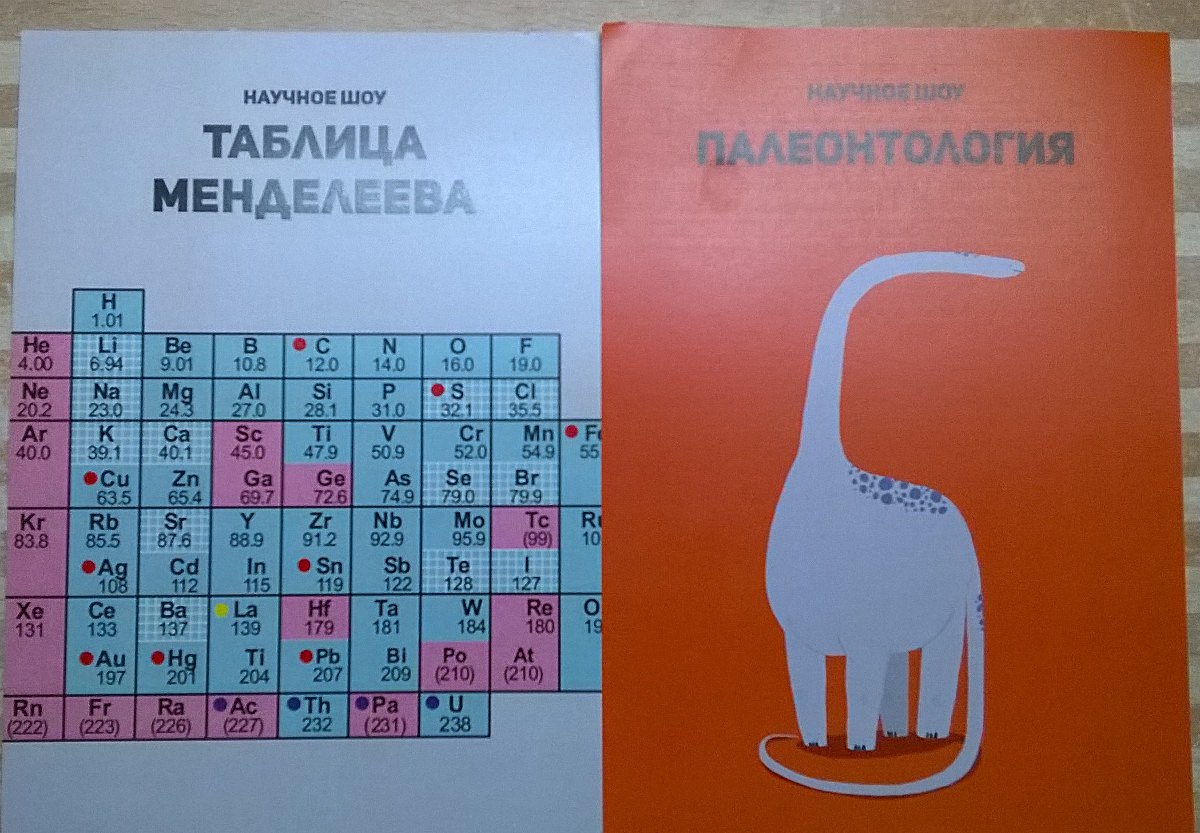 НАУЧНОЕ ШОУ
ТАБЛИЦА
МЕНДЕЛЕЕВА
H
1.01
He Li Be B C N O F
4.00 6.94 9.01 10.8 12.0 14.0 16.0 19.0
Ne Na Mg Al Si P S Cl
20.2 23.0 24.3 27.0 28.1 31.0 32.1 35.5
Ar K Ca Sc Ti V Cr Mn Fe
40.0 39.1 40.1 45.0 47.9 50.9 52.0 54.9 55
Cu Zn Ga Ge As Se Br
63.5 65.4 69.7 72.6 74.9 79.0 79.9
Kr Rb Sr Y Zr Nb Mo Tc Ru
83.8 85.5 87.6 88.9 91.2 92.9 95.9 (99) 10
Ag Cd In Sn Sb Te I
108 112 115 119 122 128 127
Xe Ce Ba La Hf Ta W Re O
131 133 137 139 179 181 184 180 19
Au Hg Ti Pb Bi Po At
197 201 204 207 209 (210) (210)
Rn Fr Ra Ac Th Pa U
(222) (223) (226) (227) 232 (231) 238
НАУЧНОЕ ШОУ
ПАЛЕОНТОЛОГИЯ